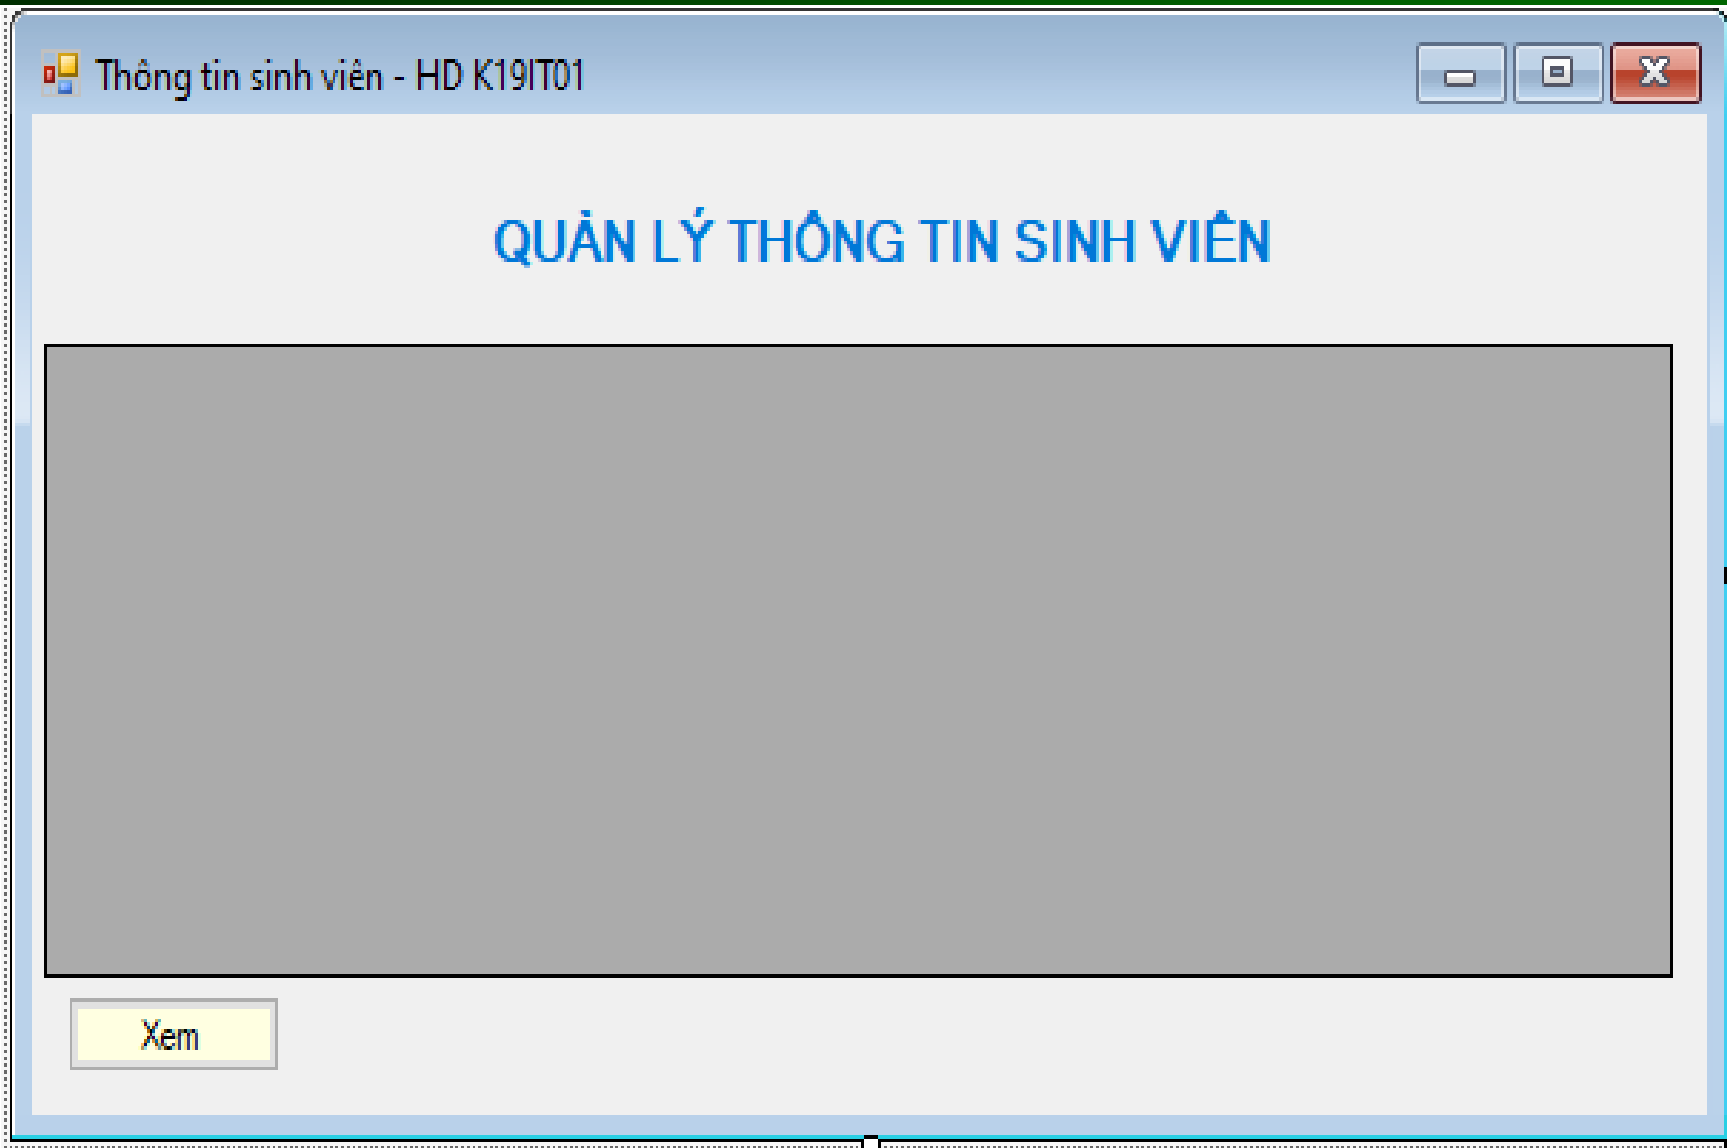 Thông tin sinh viên - HD K19IT01
QUẢN LÝ THÔNG TIN SINH VIÊN
Xem